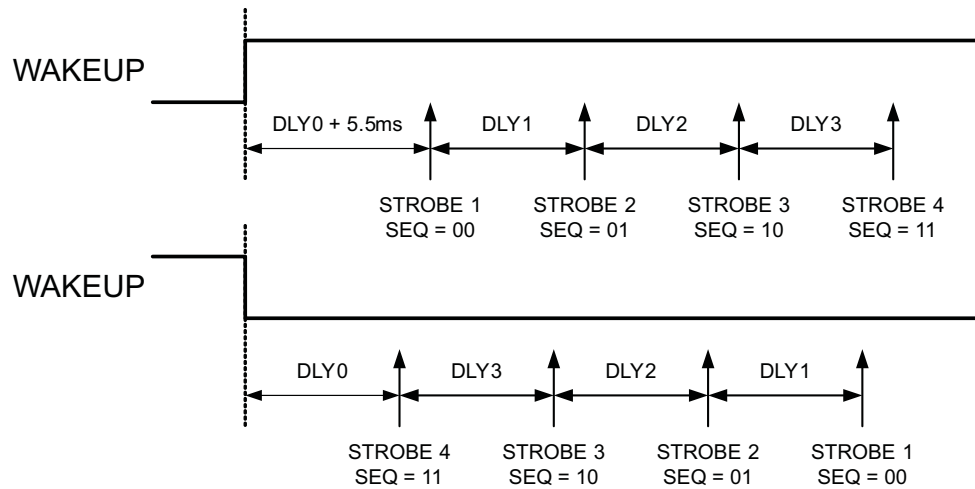 WAKEUP
DLY0 + 5.5ms DLY1 DLY2 DLY3
STROBE 1 STROBE 2 STROBE 3 STROBE 4
SEQ = 00 SEQ = 01 SEQ = 10 SEQ = 11
WAKEUP
DLY0 DLY3 DLY2 DLY1
STROBE 4 STROBE 3 STROBE 2 STROBE 1
SEQ = 11 SEQ = 10 SEQ = 01 SEQ = 00